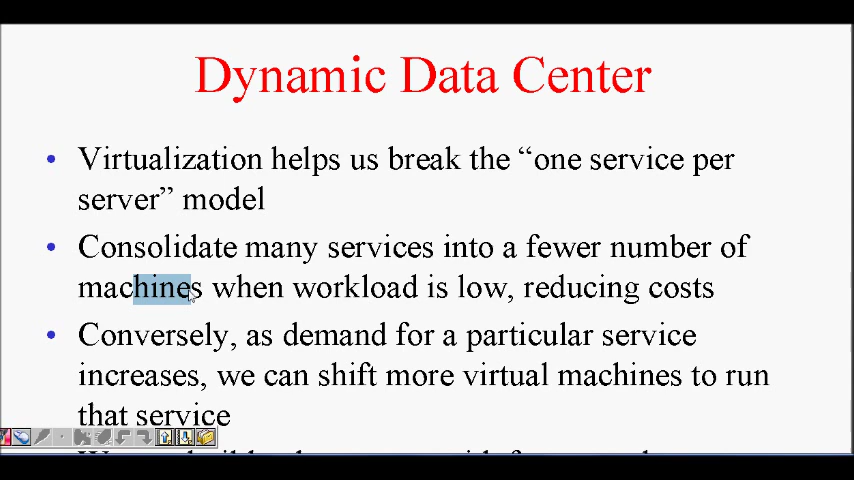 Dynamic Data Center
• Virtualization helps us break the “one service per
server” model
• Consolidate many services into a fewer number of
machines when workload is low, reducing costs
• Conversely, as demand for a particular service
increases, we can shift more virtual machines to run
that service